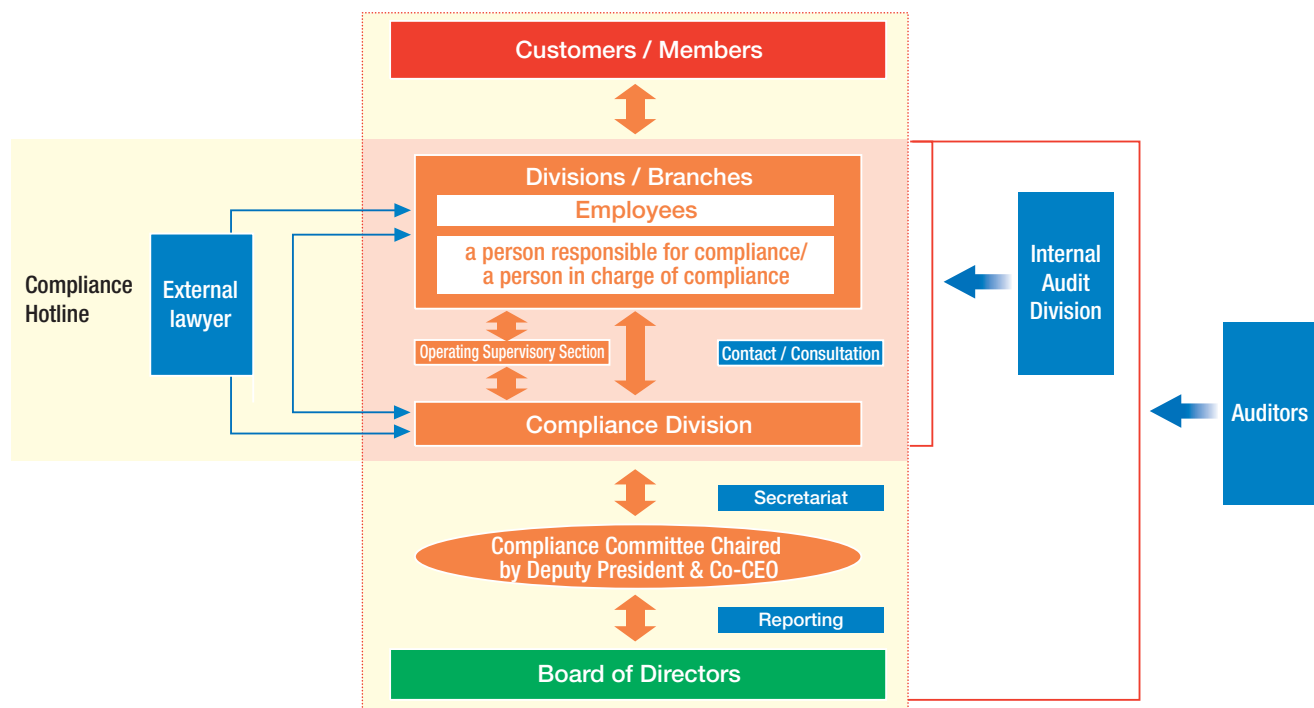 Customers / Members
Divisions / Branches
Employees
a person responsible for compliance/
a person in charge of compliance
Compliance
Hotline
External
lawyer
Internal
Audit
Division
Operating Supervisory Section
Contact / Consultation
Auditors
Compliance Division
Secretariat
Compliance Committee Chaired
by Deputy President & Co-CEO
Reporting
Board of Directors